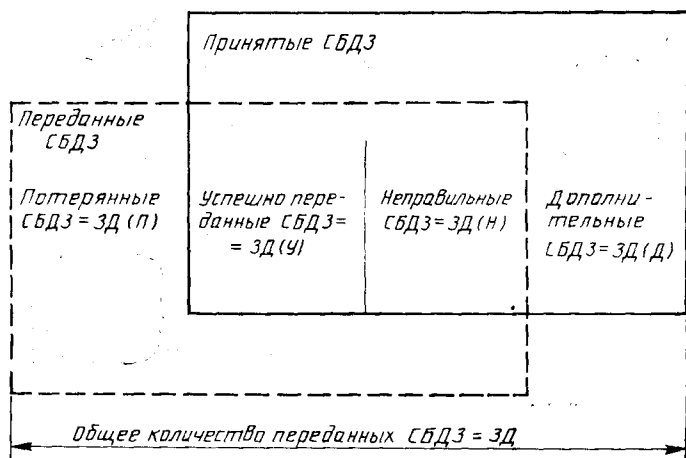 Принятые СБДЗ
Переданные
СБДЗ
Потерянные
СБДЗ = ЗД (П)
Успешно пере-
данные СБДЗ=
= ЗД(У)
Неправильные
СБДЗ=ЗД(Н)
Дополни-
тельные
СБДЗ=ЗД(Д)
Общее количество переданных СБДЗ = ЗД